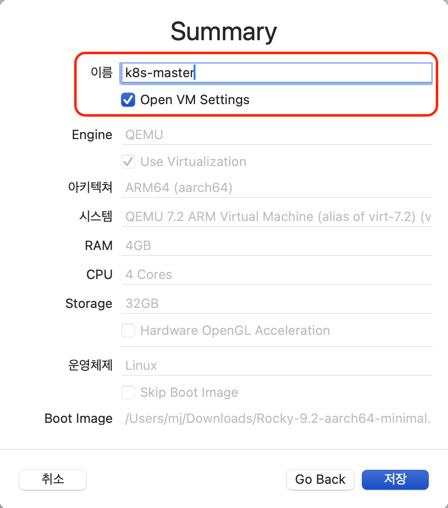 Summary
이름 k8s-master
Open VM Settings
Engine QEMU
Use Virtualization
아키텍쳐 ARM64 (aarch64)
시스템 QEMU 7.2 ARM Virtual Machine (alias of virt-7.2) (v
RAM 4GB
CPU 4 Cores
Storage 32GB
Hardware OpenGL Acceleration
운영체제 Linux
Skip Boot Image
Boot Image /Users/mj/Downloads/Rocky-9.2-aarch64-minimal.
취소 Go Back 저장